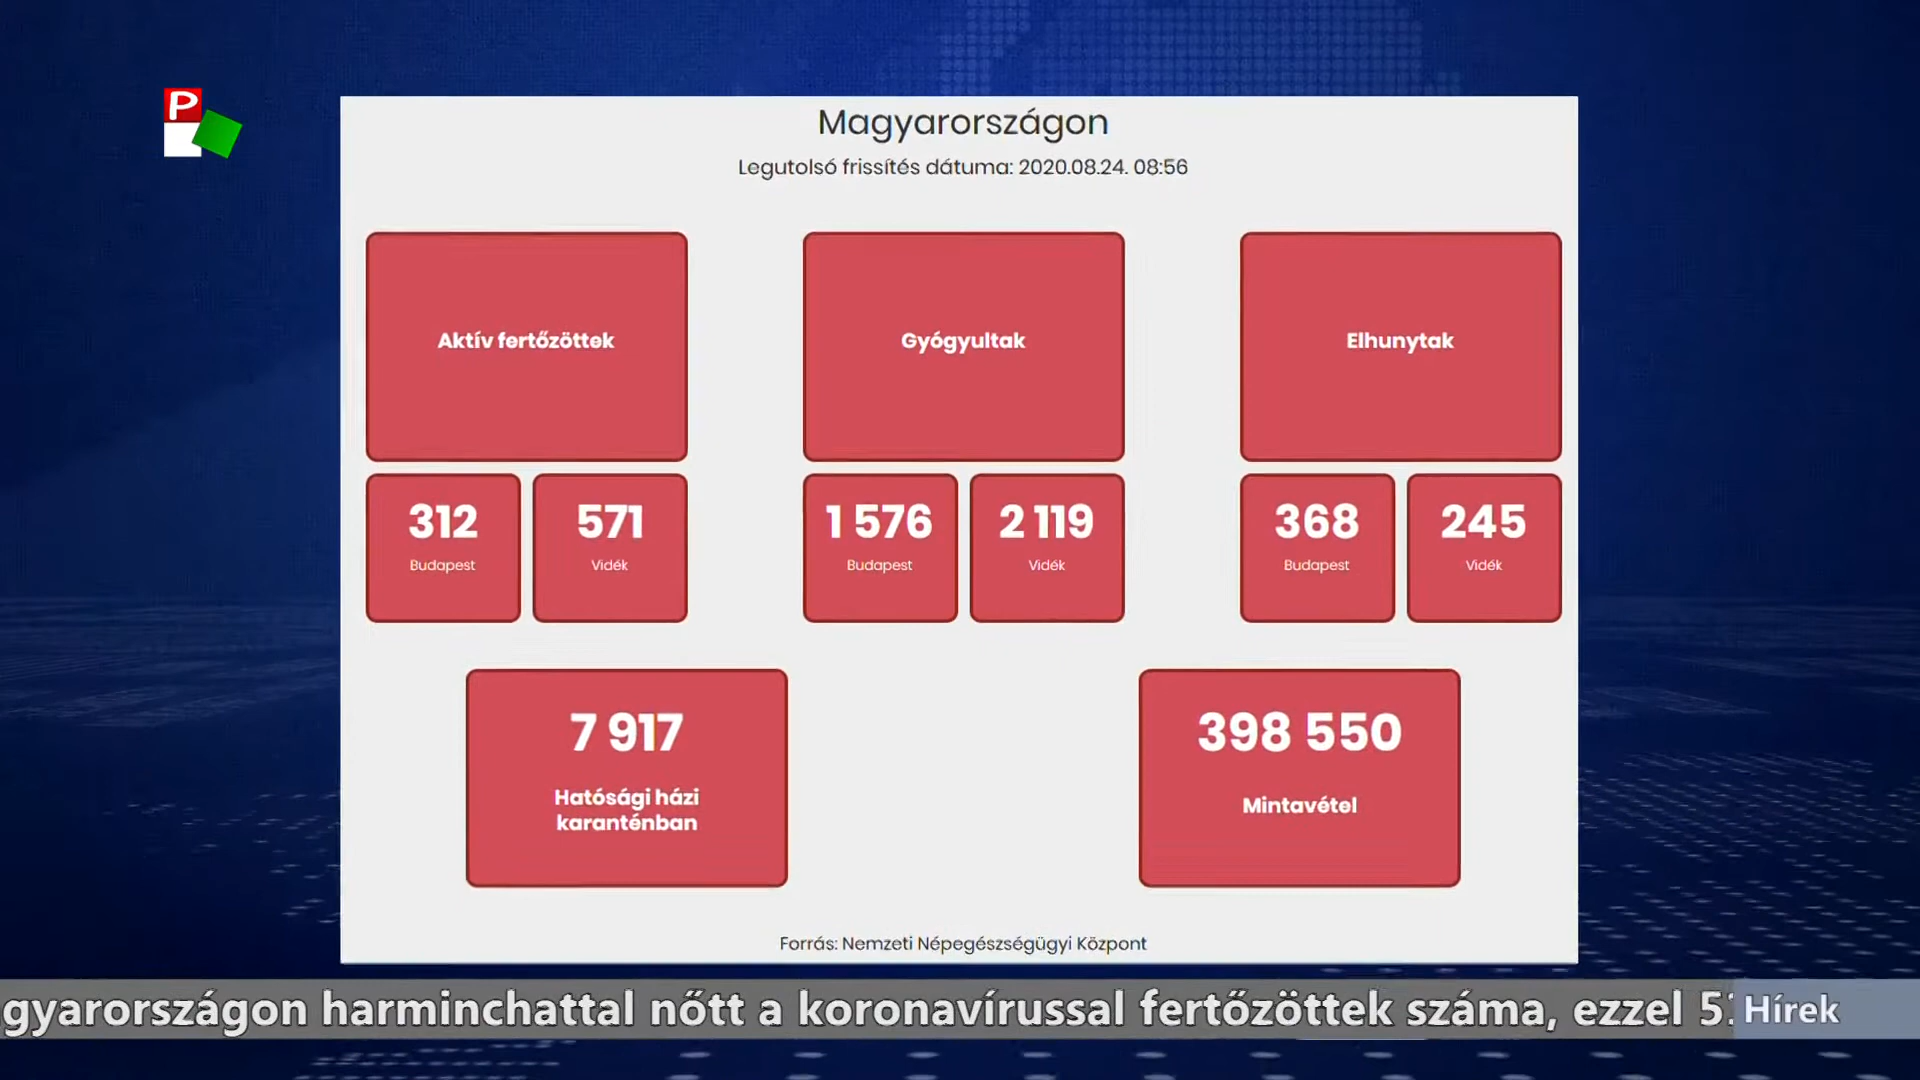 P
Magyarországon
Legutolsó frissítés dátuma: 2020.08.24. 08:56
Aktív fertőzöttek
Gyógyultak
Elhunytak
312
Budapest
571
Vidék
1 576
Budapest
2 119
Vidék
368
Budapest
245
Vidék
7 917
Hatósági házi
karanténban
398 550
Mintavétel
Forrás: Nemzeti Népegészségügyi Központ
gyarországon harminchattal nőtt a koronavírussal fertőzöttek száma, ezzel 5
Hírek